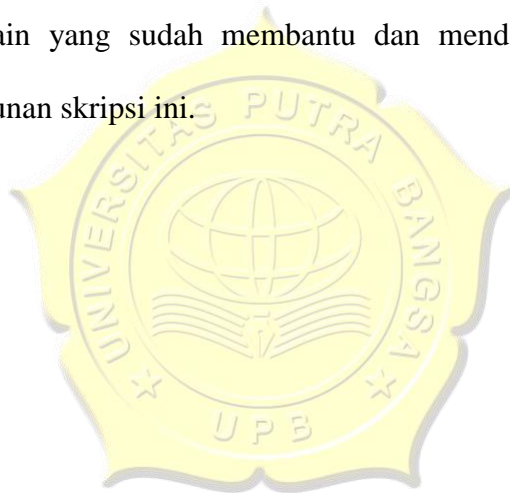 ain yang sudah membantu dan mend
unan skripsi ini.
UNIVERSITAS PUTRA BANGSA
UPB